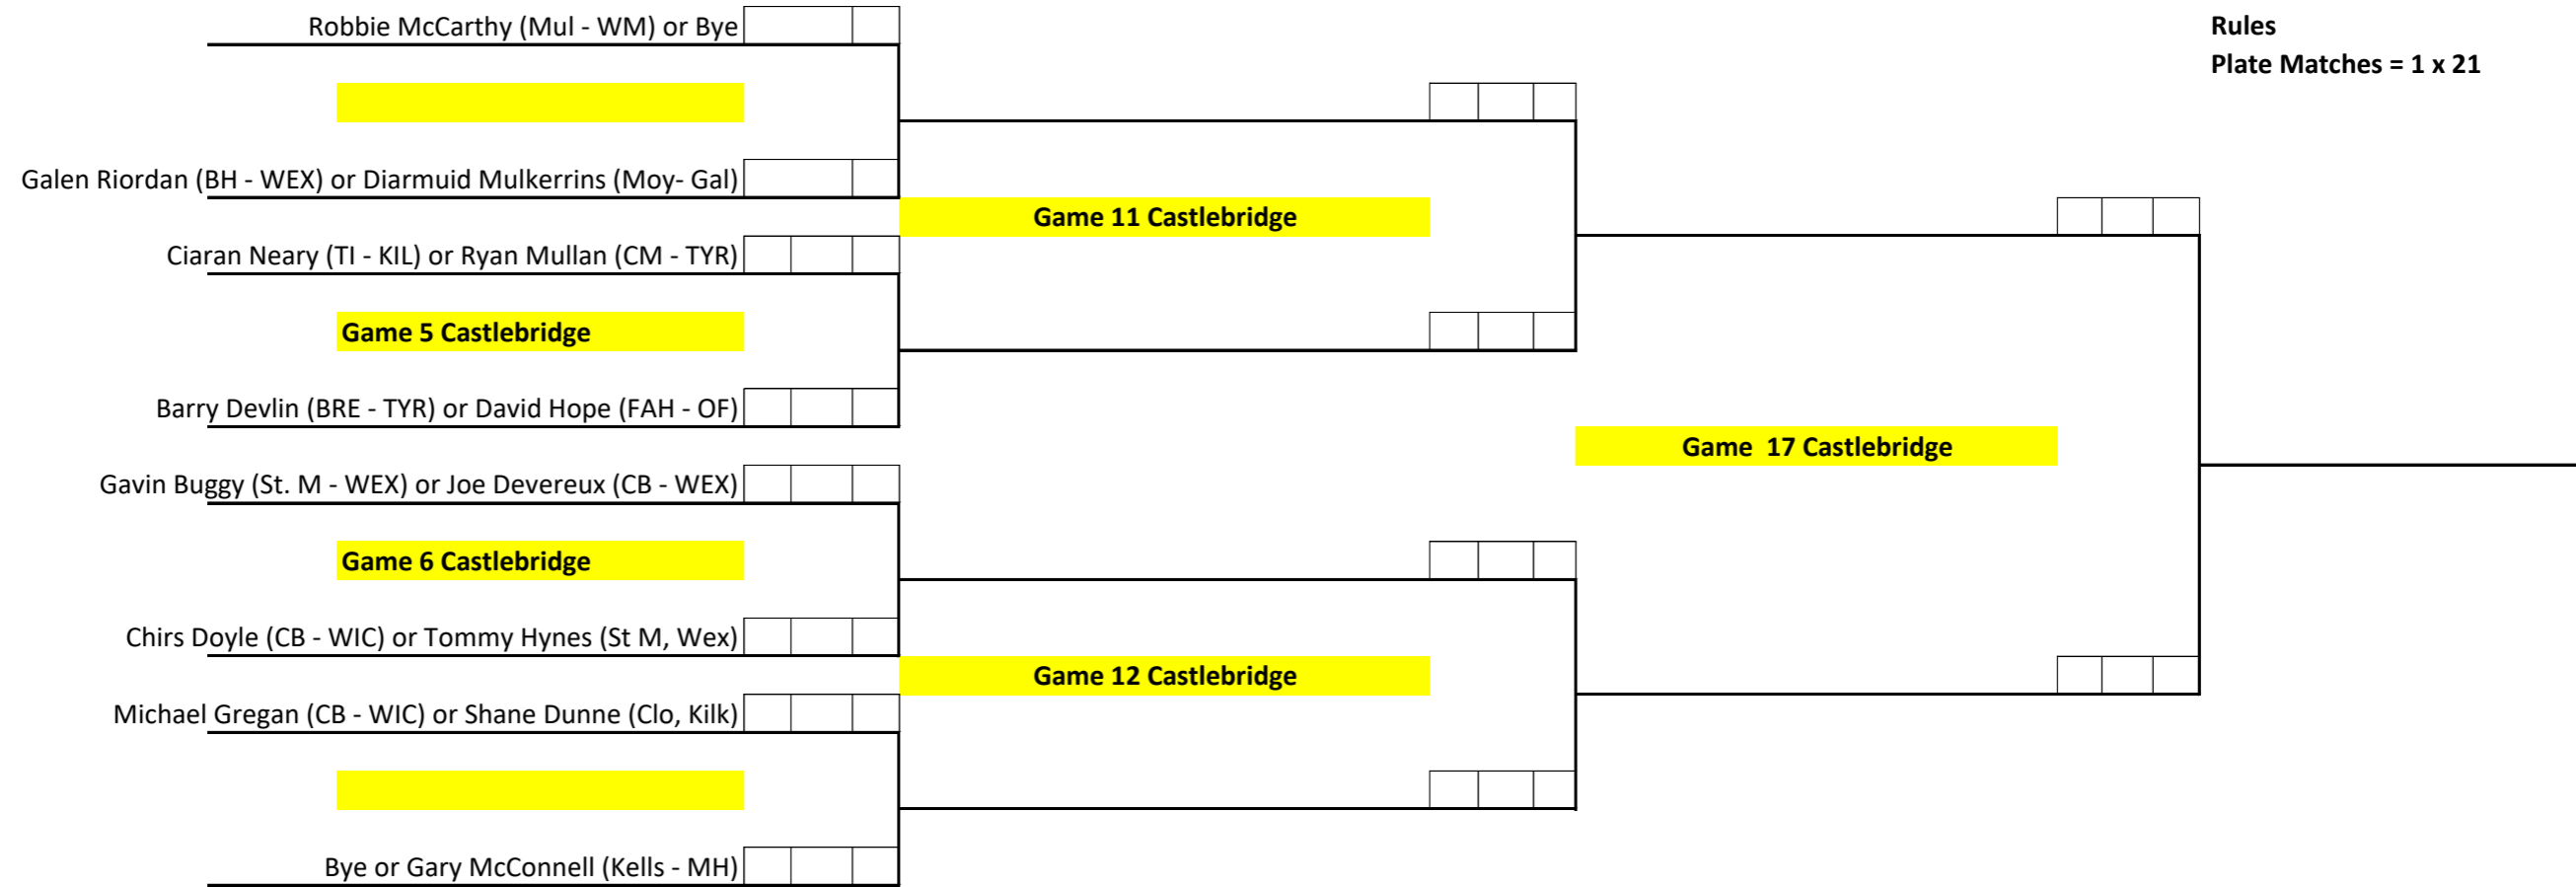 Robbie McCarthy (Mul - WM) or Bye
Rules
Plate Matches = 1 x 21
Galen Riordan (BH - WEX) or Diarmuid Mulkerrins (Moy- Gal)
Game 11 Castlebridge
Ciaran Neary (TI - KIL) or Ryan Mullan (CM - TYR)
Game 5 Castlebridge
Barry Devlin (BRE - TYR) or David Hope (FAH - OF)
Game  17 Castlebridge
Gavin Buggy (St. M - WEX) or Joe Devereux (CB - WEX)
Game 6 Castlebridge
Chirs Doyle (CB - WIC) or Tommy Hynes (St M, Wex)
Game 12 Castlebridge
Michael Gregan (CB - WIC) or Shane Dunne (Clo, Kilk)
Bye or Gary McConnell (Kells - MH)